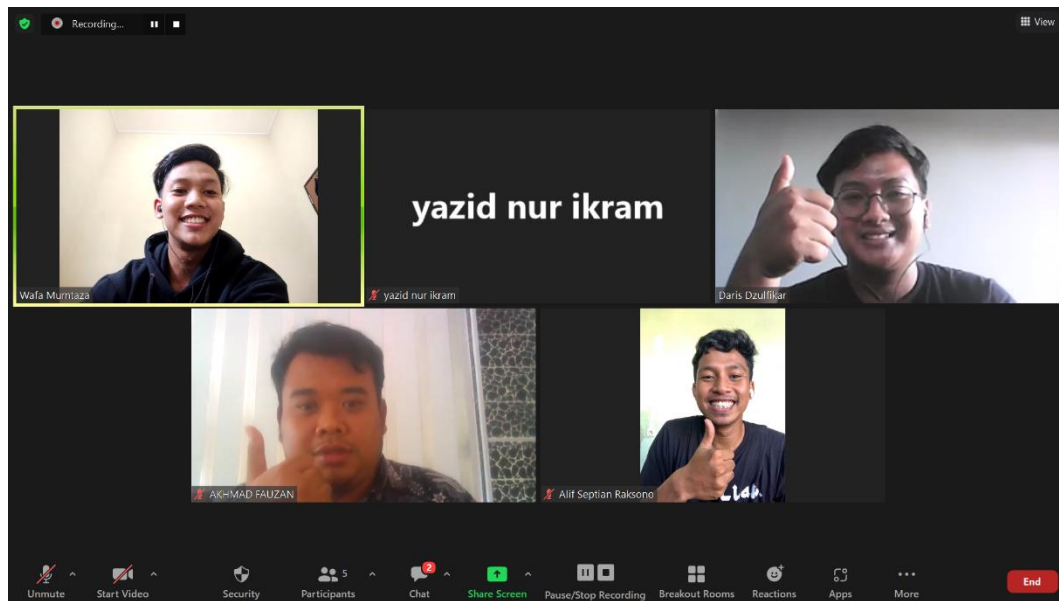 Recording...
View
Wafa Mumtaza
yazid nur ikram
yazid nur ikram
Daris Dzulfikar
AKHMAD FAUZAN
Alif Septian Raksono
Unmute
Start Video
Security
5
Participants
2
Chat
Share Screen
Pause/Stop Recording
Breakout Rooms
Reactions
Apps
More
End